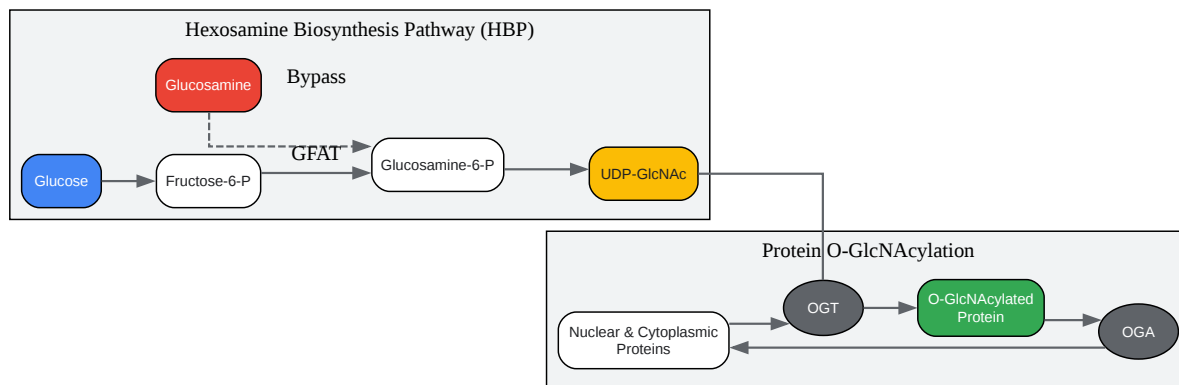 Hexosamine Biosynthesis Pathway (HBP)
Glucosamine
Bypass
GFAT
Glucose
Fructose-6-P
Glucosamine-6-P
UDP-GlcNAc
Protein O-GlcNAcylation
Nuclear & Cytoplasmic
Proteins
OGT
O-GlcNAcylated
Protein
OGA